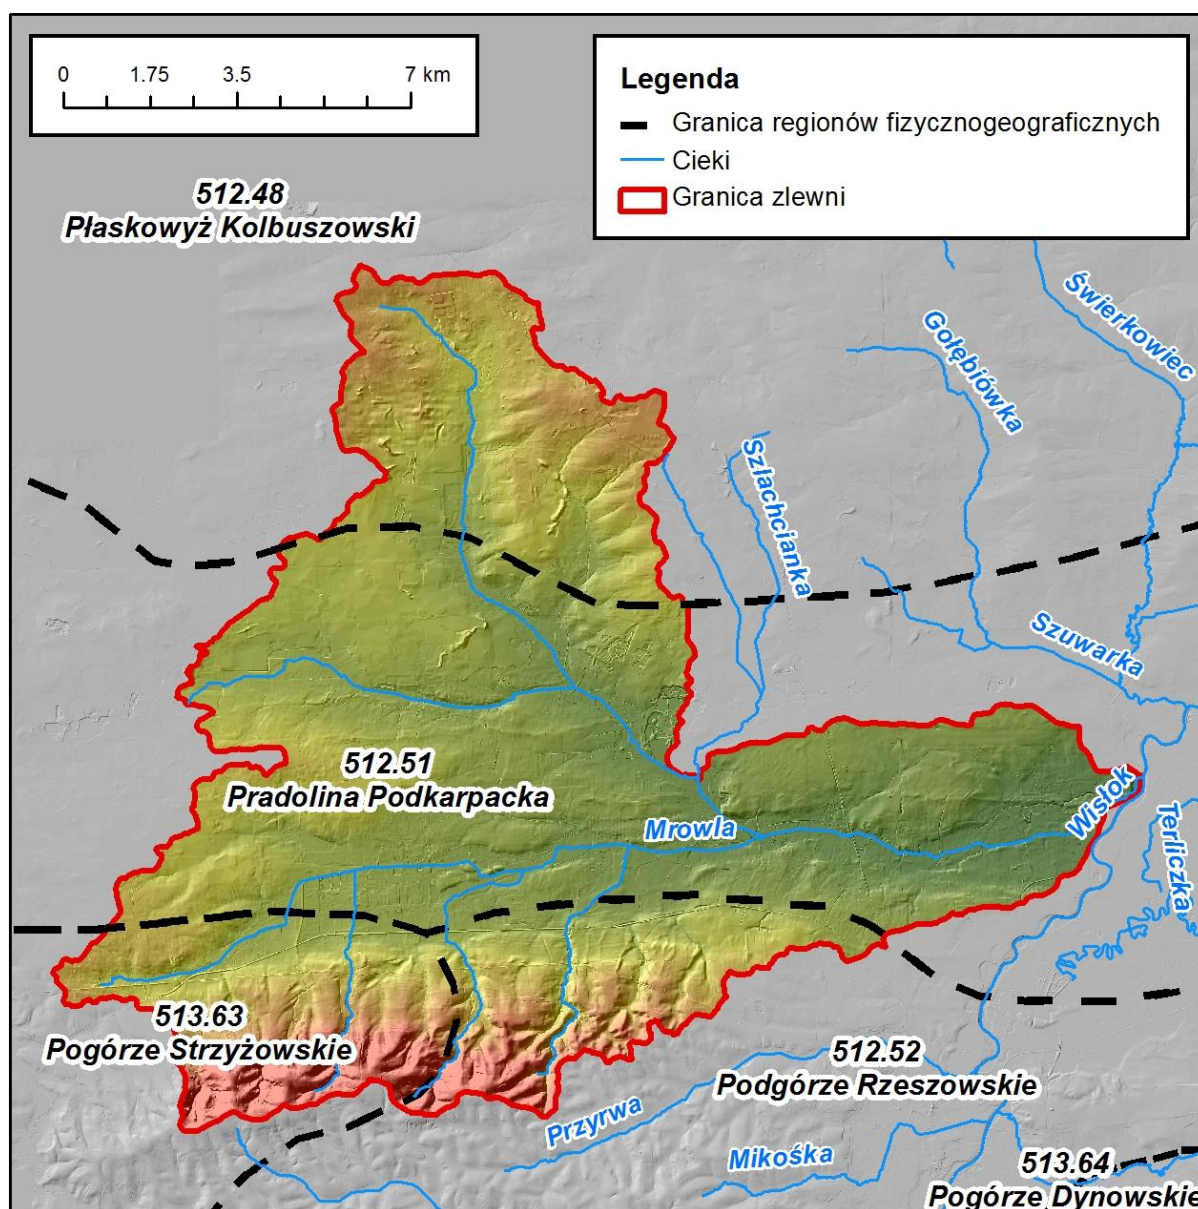 0 1.75 3.5 7 km
Legenda
Granica regionów fizycznogeograficznych
Cieki
Granica zlewni
512.48
Płaskowyż Kolbuszowski
Świerkowiec
Gołębiówka
Szlachcianka
Szuwarka
512.51
Pradolina Podkarpacka
Mrowla
Wisłok
Terliczka
513.63
Pogórze Strzyżowskie
512.52
Podgórze Rzeszowskie
Przyrwa
Mikośka
513.64
Pogórze Dynowskie